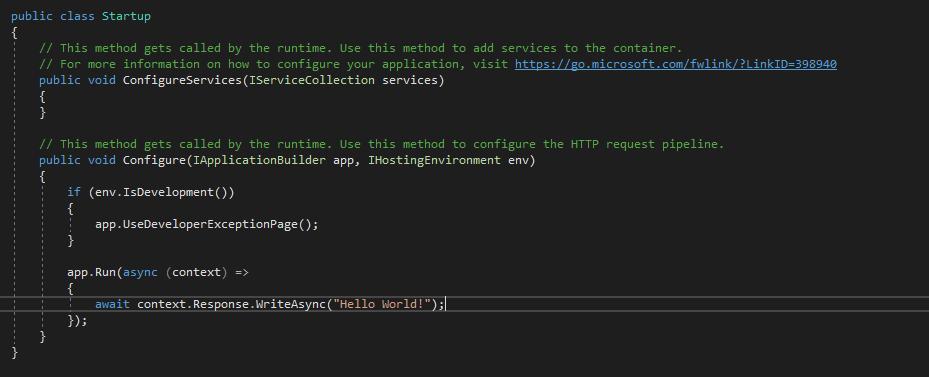 public class Startup
{
// This method gets called by the runtime. Use this method to add services to the container.
// For more information on how to configure your application, visit https://go.microsoft.com/fwlink/?LinkID=398940
public void ConfigureServices(IServiceCollection services)
{
}
// This method gets called by the runtime. Use this method to configure the HTTP request pipeline.
public void Configure(IApplicationBuilder app, IHostingEnvironment env)
{
if (env.IsDevelopment())
{
app.UseDeveloperExceptionPage();
}
app.Run(async (context) =>
{
await context.Response.WriteAsync("Hello World!");
});
}
}